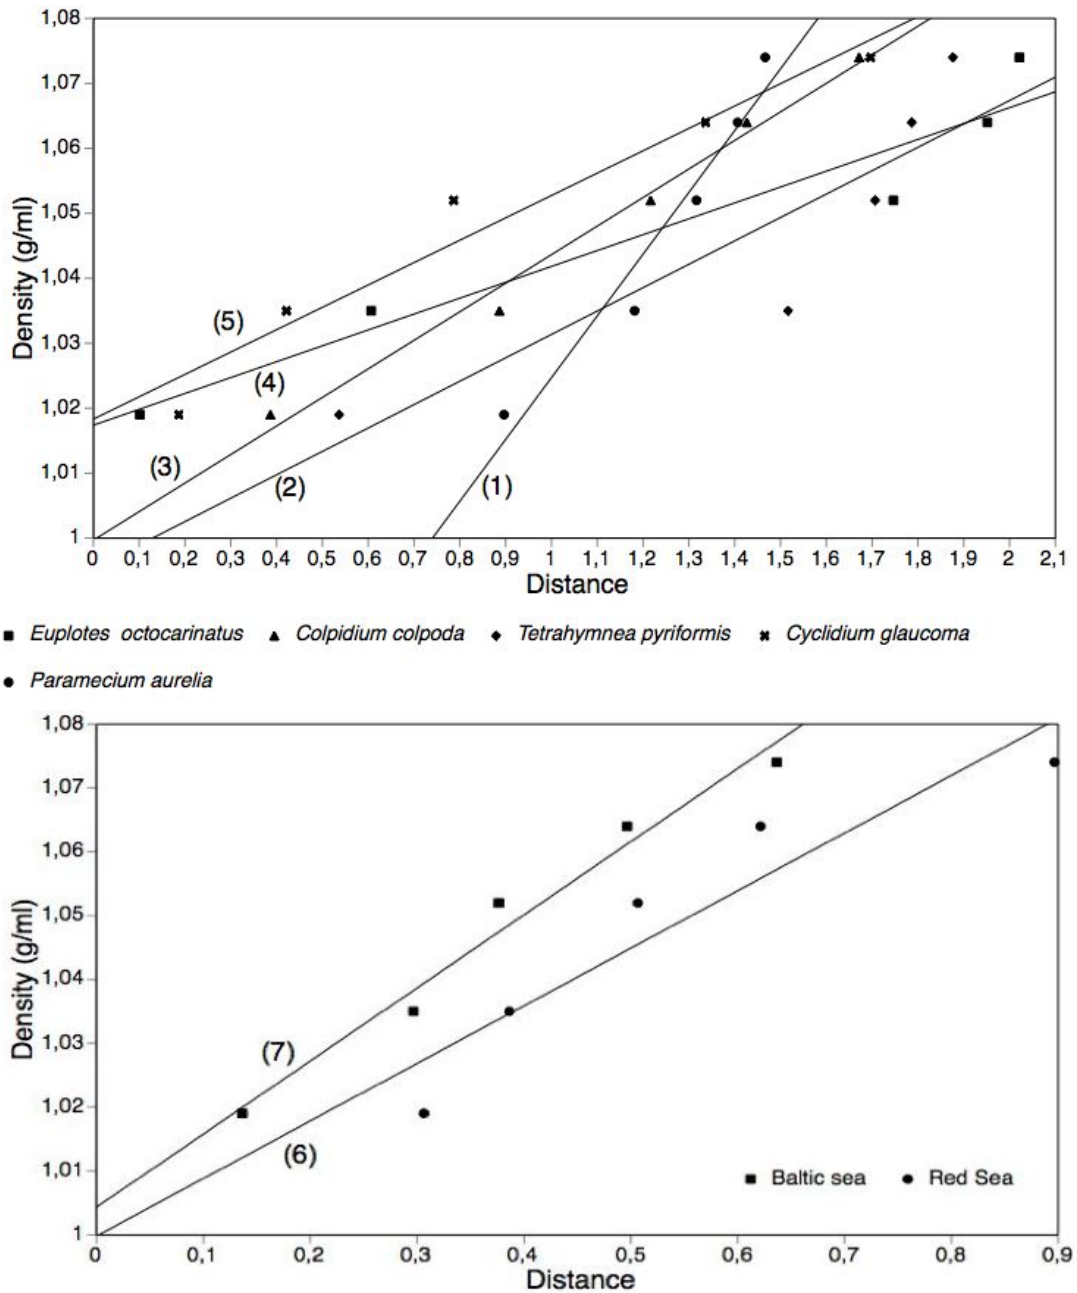 1,08
1,07
1,06
1,05
1,04
1,03
1,02
1,01
1
Density (g/ml)
(5)
(4)
(3)
(2)
(1)
0 0,1 0,2 0,3 0,4 0,5 0,6 0,7 0,8 0,9 1 1,1 1,2 1,3 1,4 1,5 1,6 1,7 1,8 1,9 2 2,1
Distance
Euplotes octocarinatus Colpidium colpoda Tetrahymnea pyriformis Cyclidium glaucoma
Paramecium aurelia
1,08
1,07
1,06
1,05
1,04
1,03
1,02
1,01
1
Density (g/ml)
(7)
(6)
Baltic sea Red Sea
0 0,1 0,2 0,3 0,4 0,5 0,6 0,7 0,8 0,9
Distance